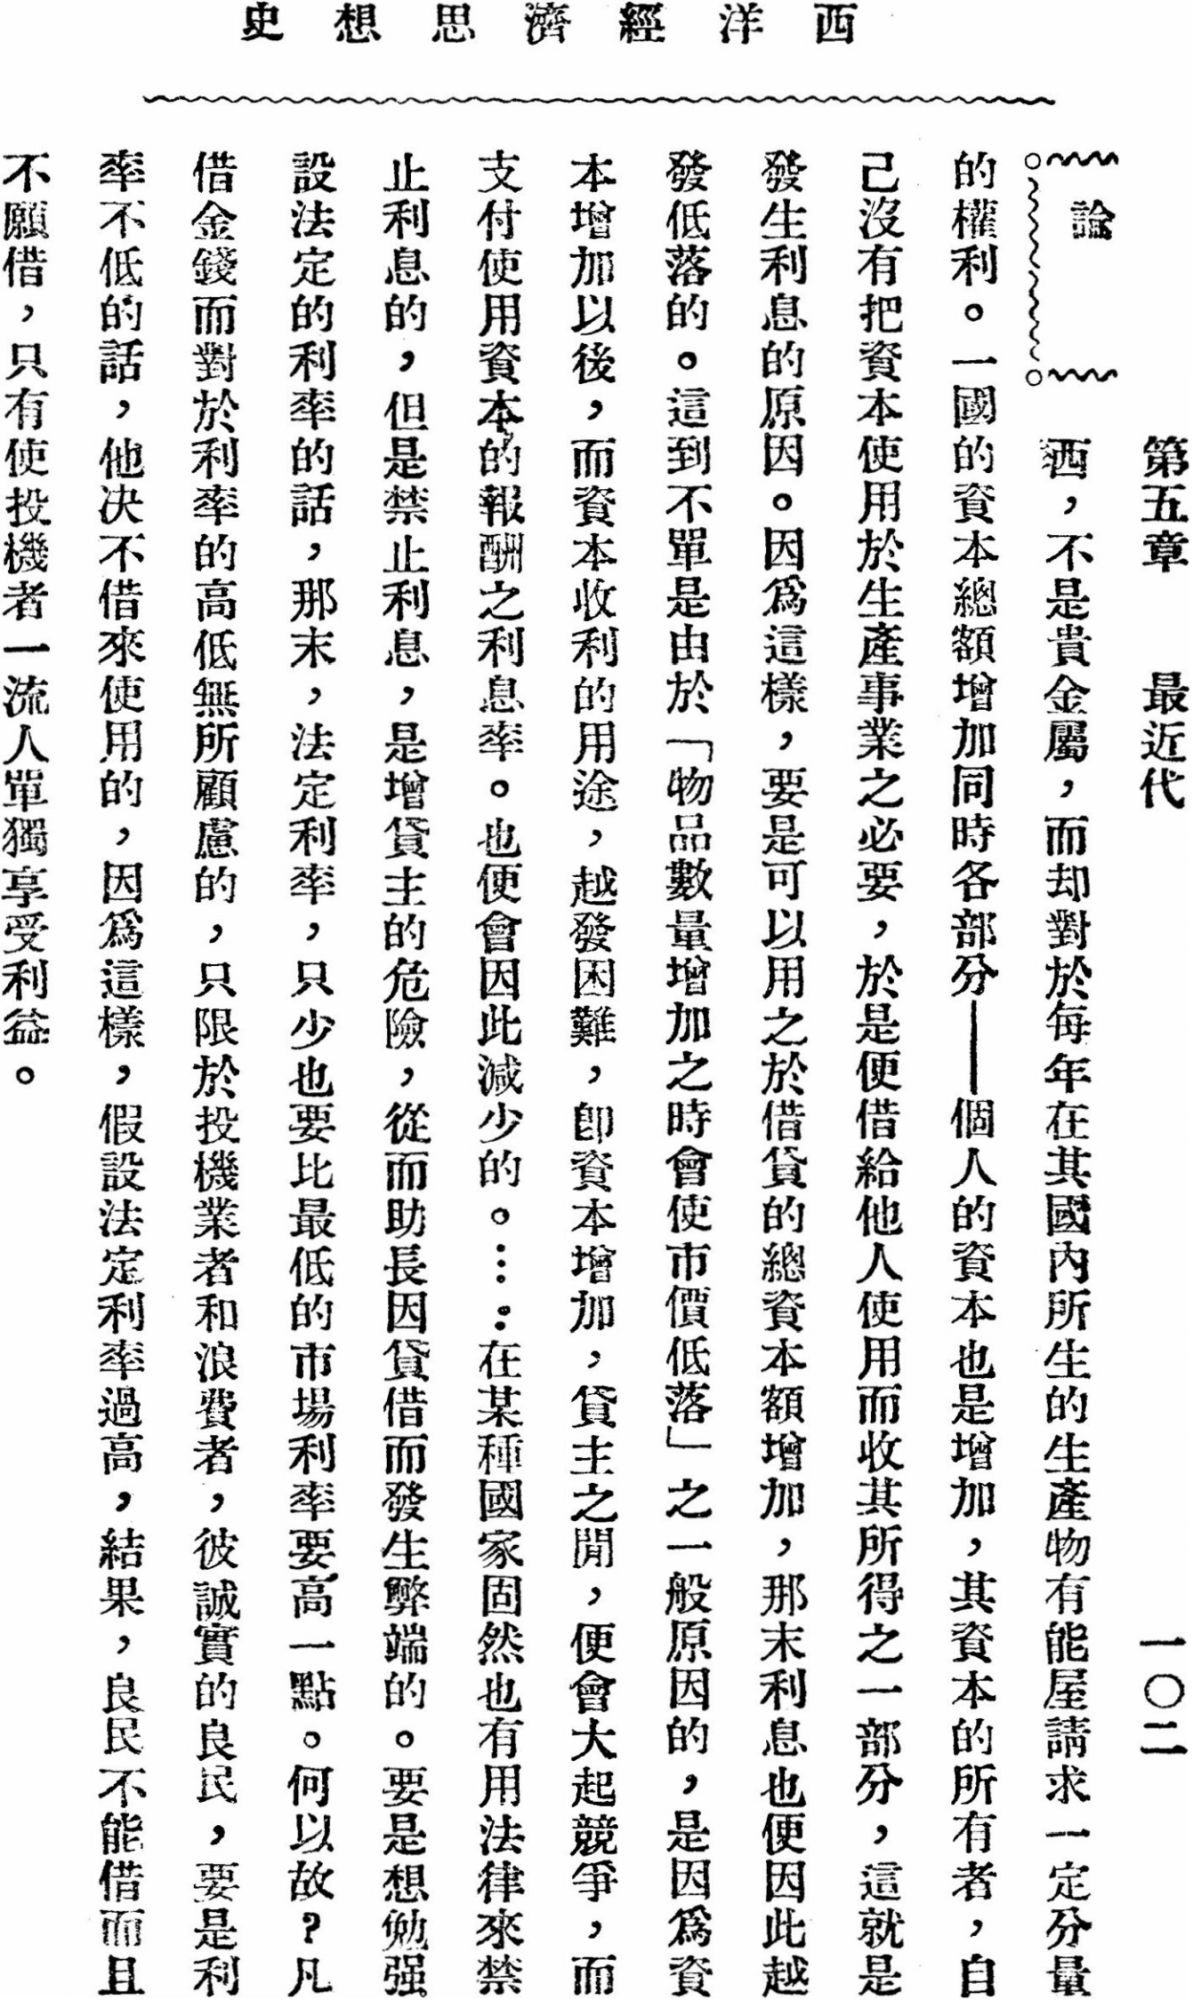 西洋經濟思想史
第五章　最近代　一〇二
論
西，不是貴金屬，而却對於每年在其國內所生的生產物有能屋請求一定分量
的權利。一國的資本總額增加同時各部分——個人的資本也是增加，其資本的所有者，自
己沒有把資本使用於生產事業之必要，於是便借給他人使用而收其所得之一部分，這就是
發生利息的原因。因爲這樣，要是可以用之於借貸的總資本額增加，那末利息也便因此越
發低落的。這到不單是由於「物品數量增加之時會使市價低落」之一般原因的，是因爲資
本增加以後，而資本收利的用途，越發困難，卽資本增加，貸主之間，便會大起競爭，而
支付使用資本的報酬之利息率。也便會因此減少的。…：在某種國家固然也有用法律來禁
止利息的，但是禁止利息，是增貸主的危險，從而助長因貸借而發生弊端的。要是想勉强
設法定的利率的話，那末，法定利率，只少也要比最低的市場利率要高一點。何以故？凡
借金錢而對於利率的高低無所顧慮的，只限於投機業者和浪費者，彼誠實的良民，要是利
率不低的話，他決不借來使用的，因爲這樣，假設法定利率過高，結果，良民不能借而且
不願借，只有使投機者一流人單獨享受利益。